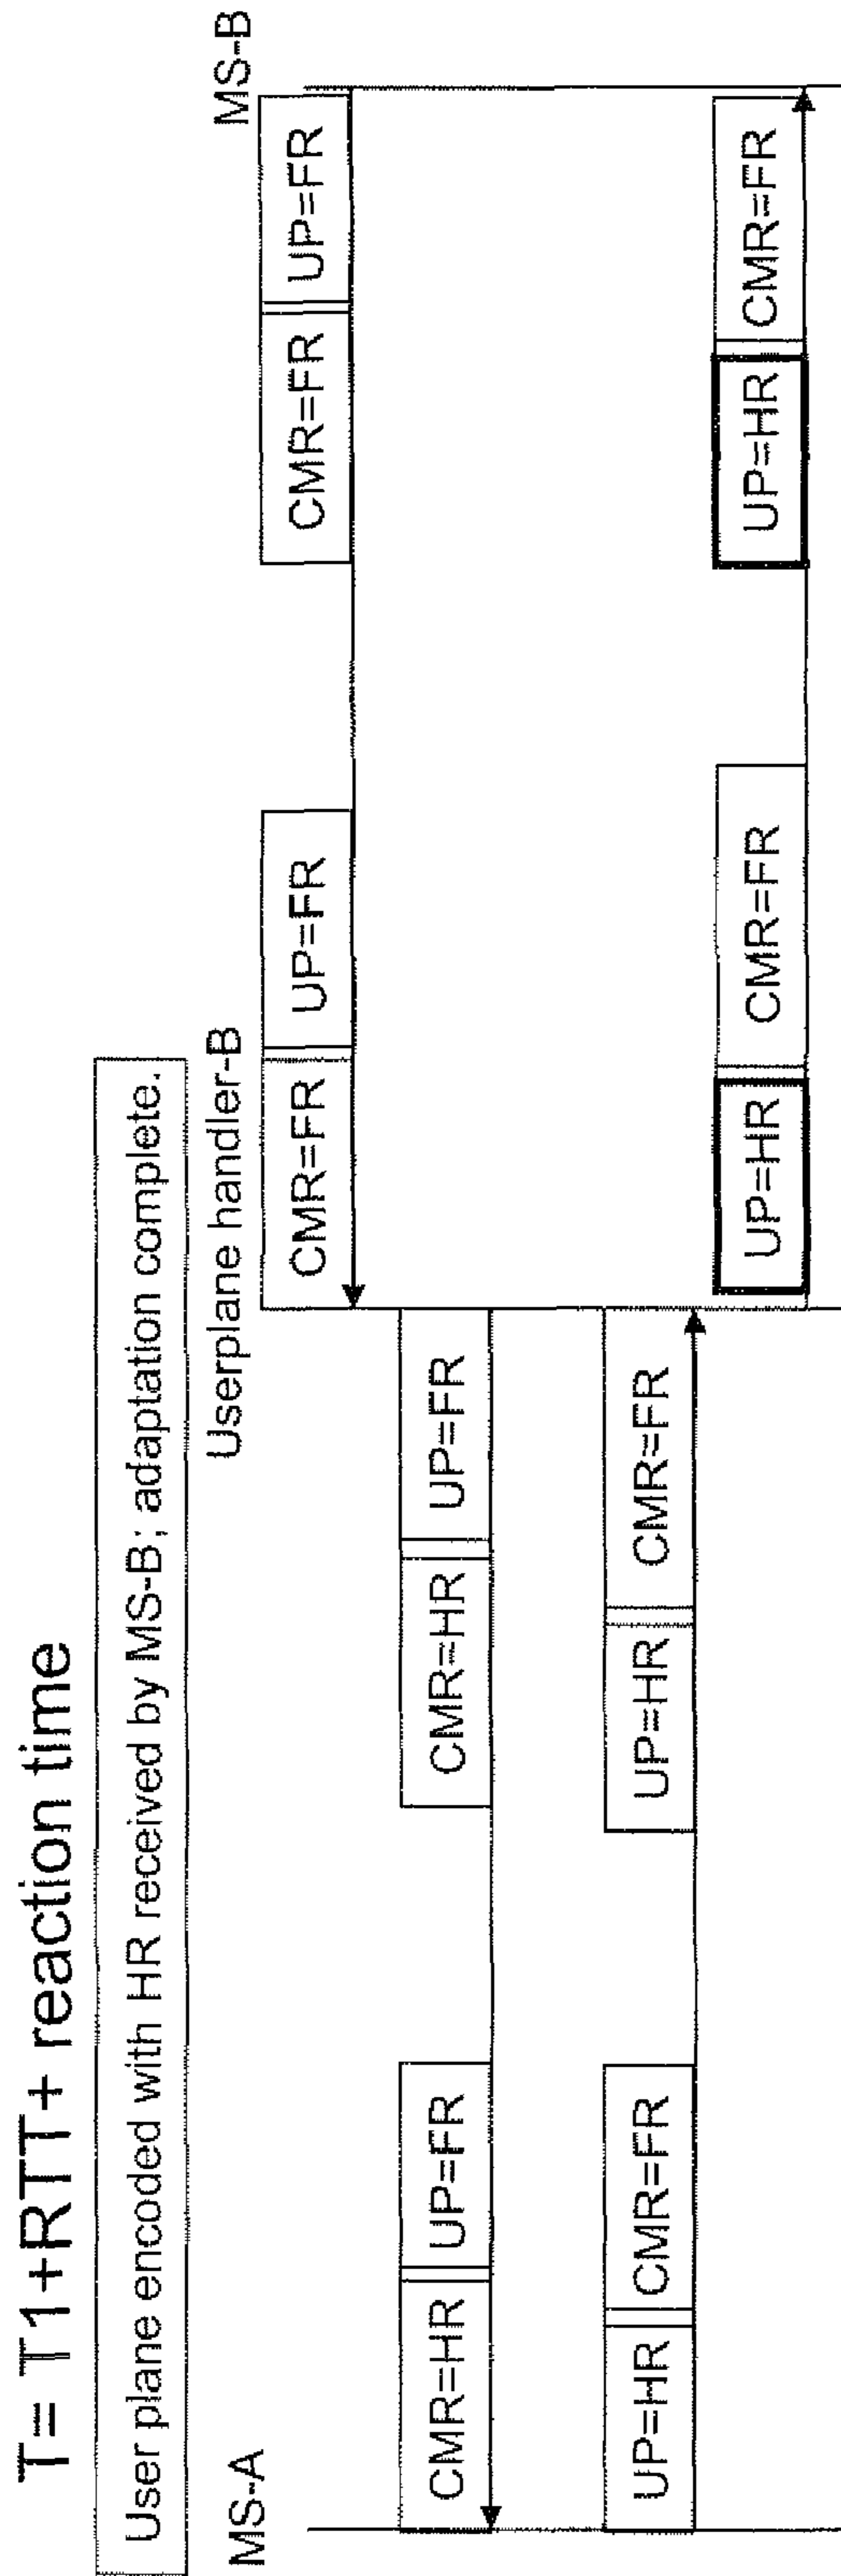 T= T1+RTT+ reaction time
User plane encoded with HR received by MS-B; adaptation complete.
MS-A
Userplane handler-B
MS-B
CMR=FR UP=FR CMR=FR UP=FR
CMR=HR UP=FR CMR=HR UP=FR
UP=HR CMR=FR UP=HR CMR=FR
UP=HR CMR=FR UP=HR CMR=FR